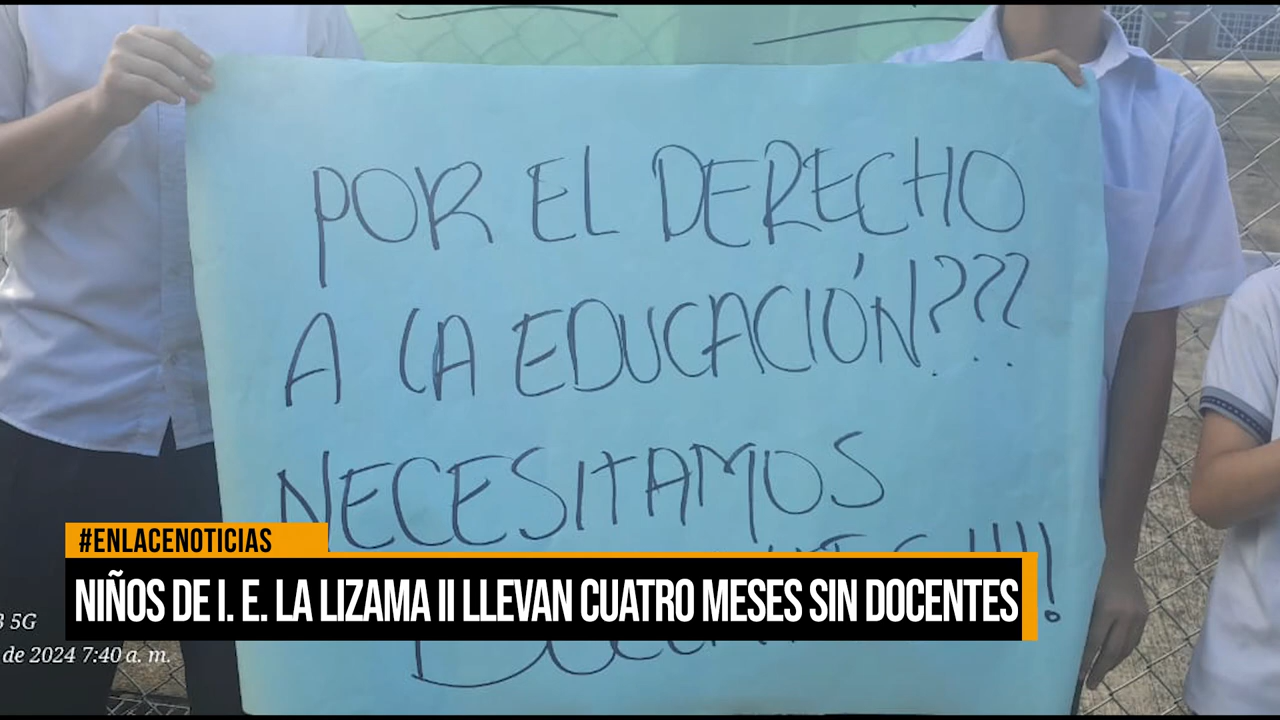 POR EL DERECHO
A LA EDUCACIÓN???
NECESITAMOS
!!!!
#ENLACENOTICIAS
NIÑOS DE I. E. LA LIZAMA II LLEVAN CUATRO MESES SIN DOCENTES
5G
de 2024 7:40 a. m.